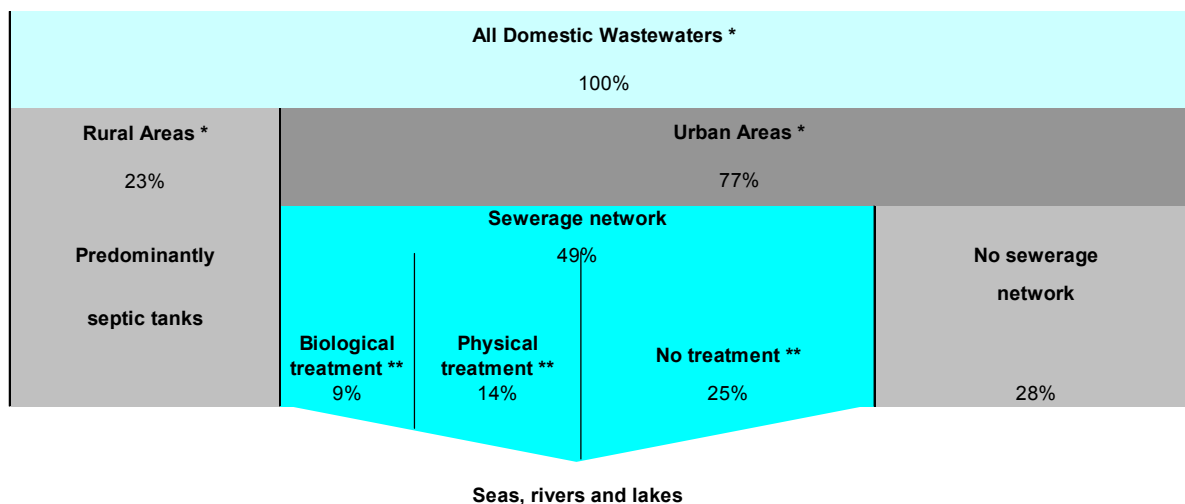 All Domestic Wastewaters *
100%
Rural Areas *
23%
Urban Areas *
77%
Predominantly
septic tanks
Sewerage network
49%
Biological
treatment **
9%
Physical
treatment **
14%
No treatment **
25%
No sewerage
network
28%
Seas, rivers and lakes